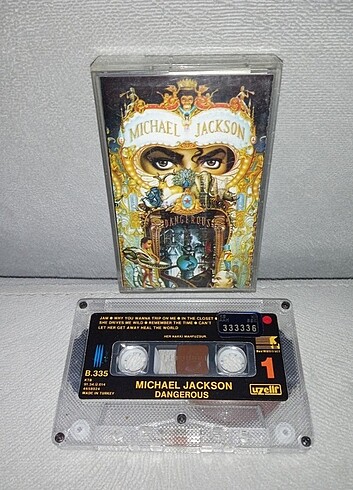 MICHAEL JACKSON
DANGEROUS
JAM ● WHY YOU WANNA TRIP ON ME ● IN THE CLOSET ●
SHE DRIVES ME WILD ● REMEMBER THE TIME ● CAN'T
LET HER GET AWAY HEAL THE WORLD
HER HAKKI MAHFUZDUR
333336
B.335
KTB
MADE IN TURKEY
1
MICHAEL JACKSON
DANGEROUS
uzelli